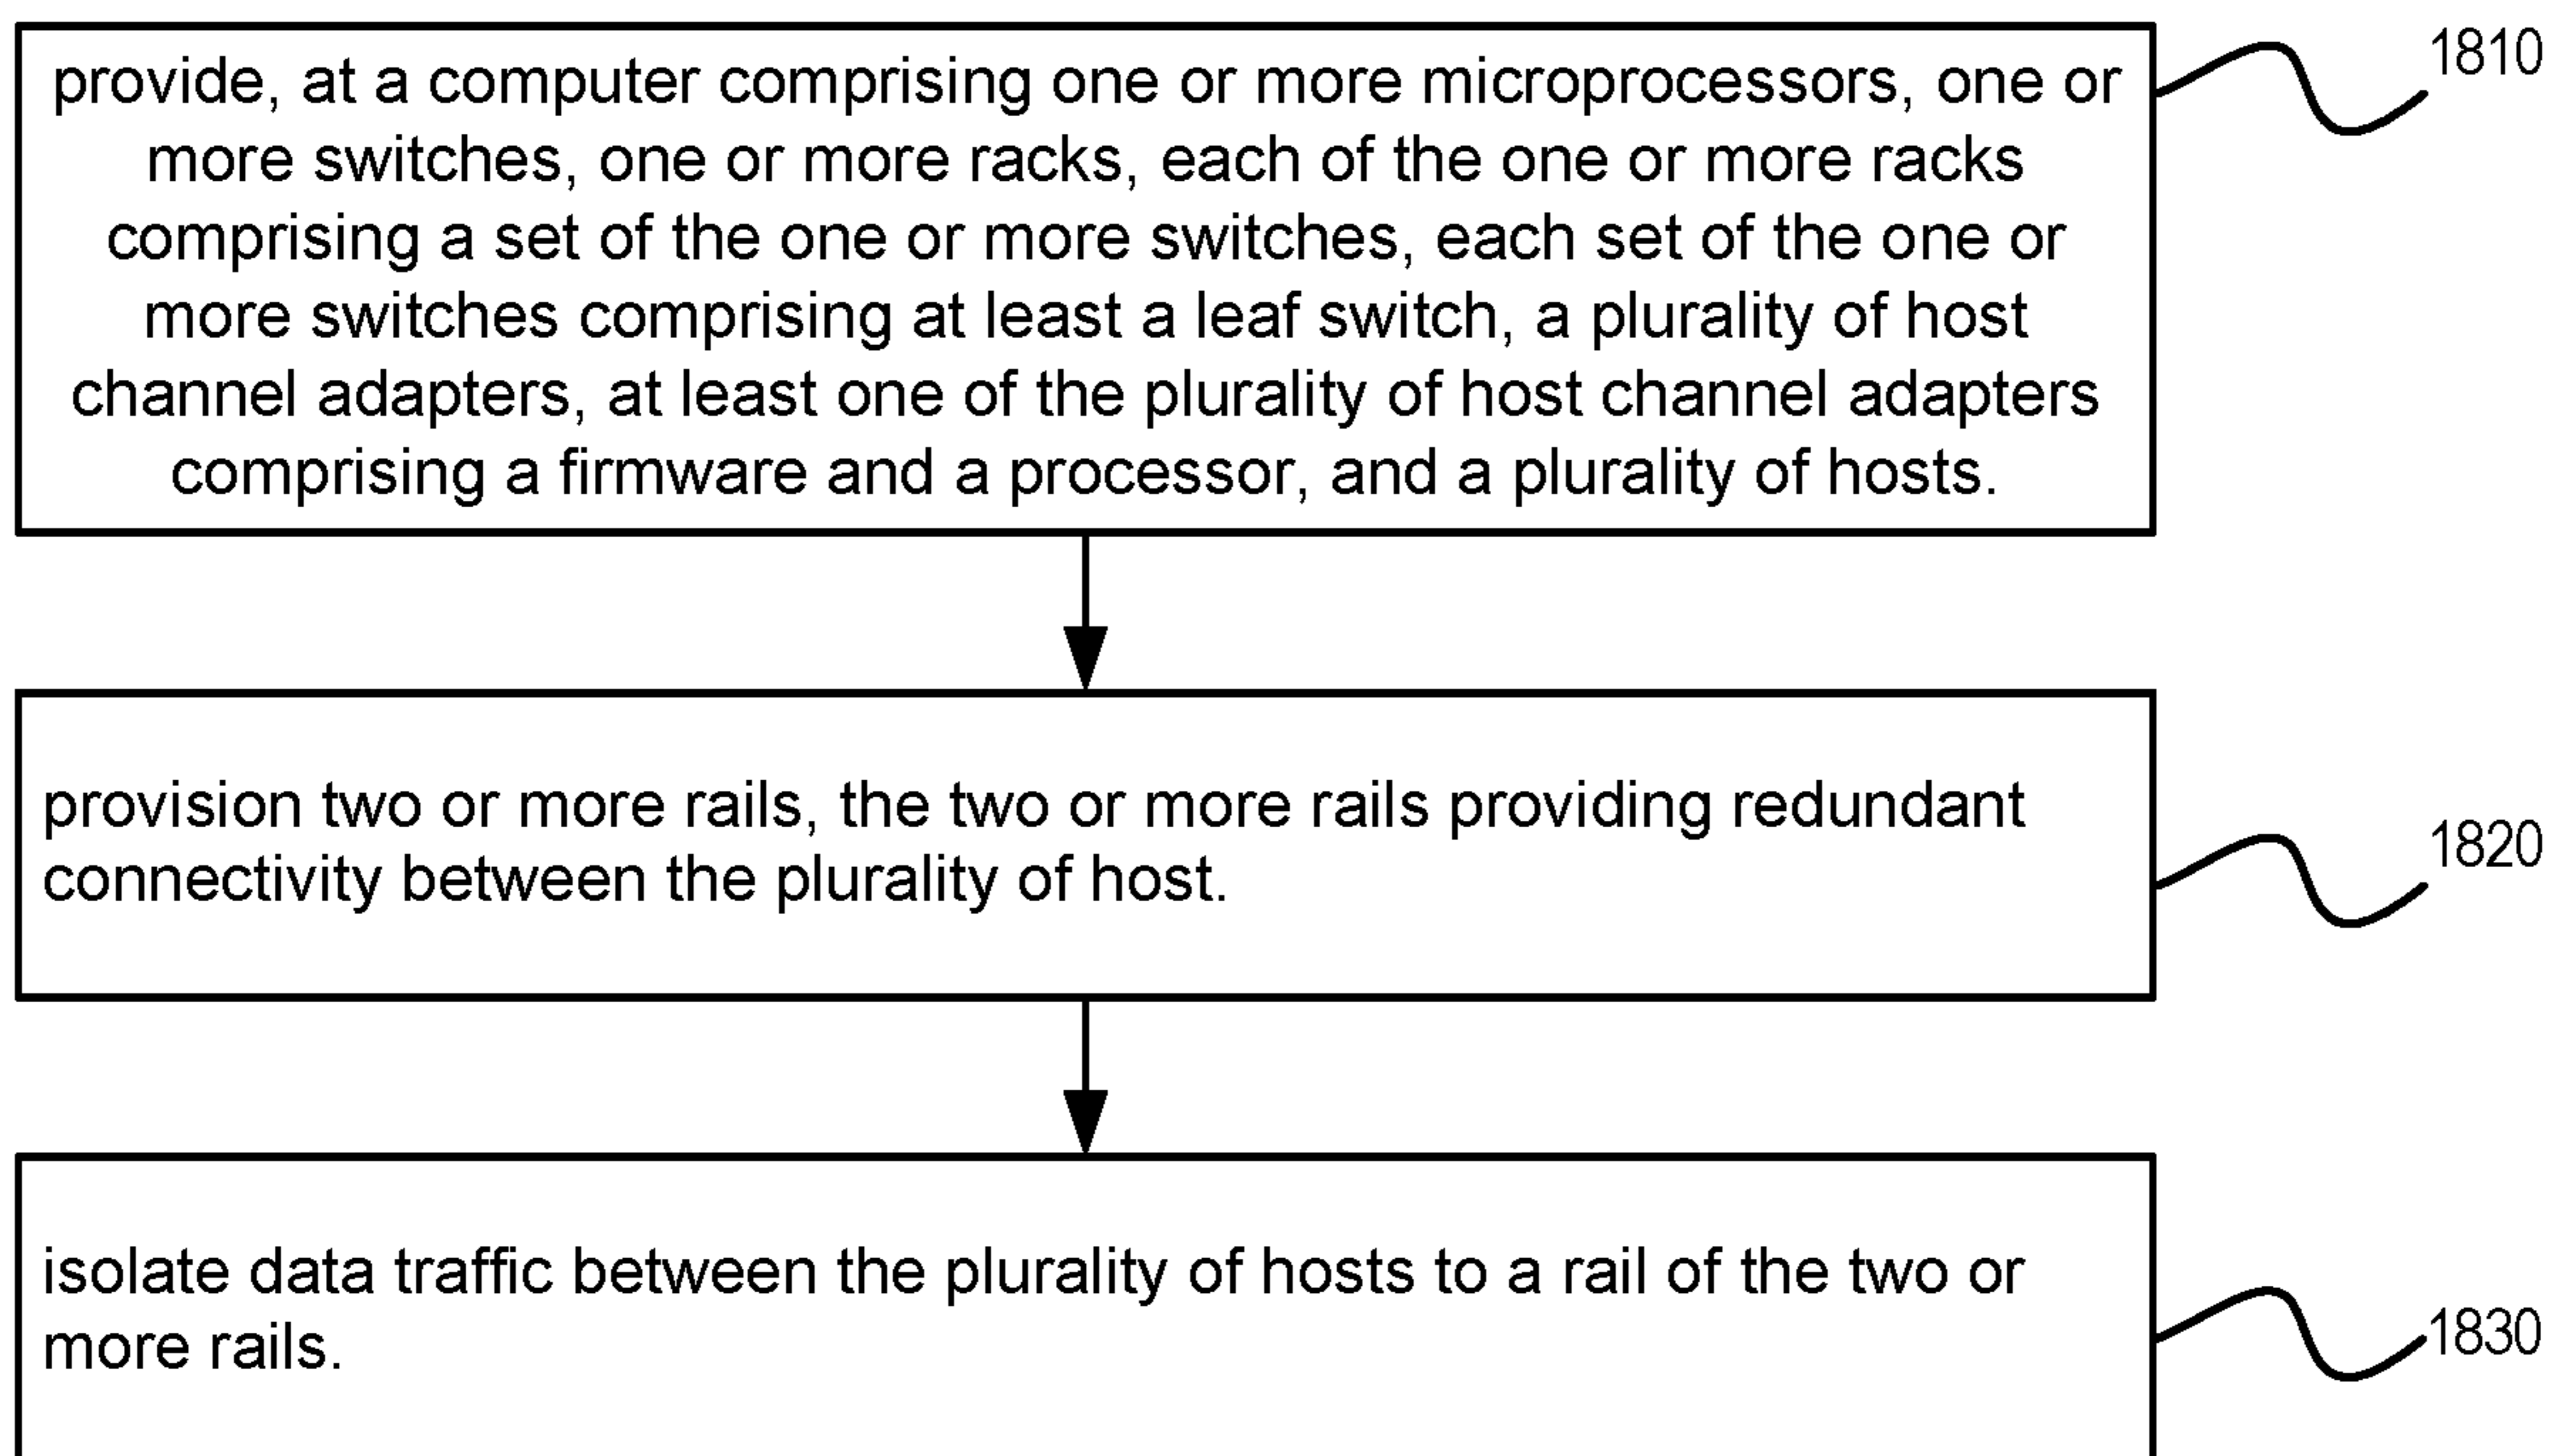 provide, at a computer comprising one or more microprocessors, one or
more switches, one or more racks, each of the one or more racks
comprising a set of the one or more switches, each set of the one or
more switches comprising at least a leaf switch, a plurality of host
channel adapters, at least one of the plurality of host channel adapters
comprising a firmware and a processor, and a plurality of hosts.
1810
provision two or more rails, the two or more rails providing redundant
connectivity between the plurality of host.
1820
isolate data traffic between the plurality of hosts to a rail of the two or
more rails.
1830